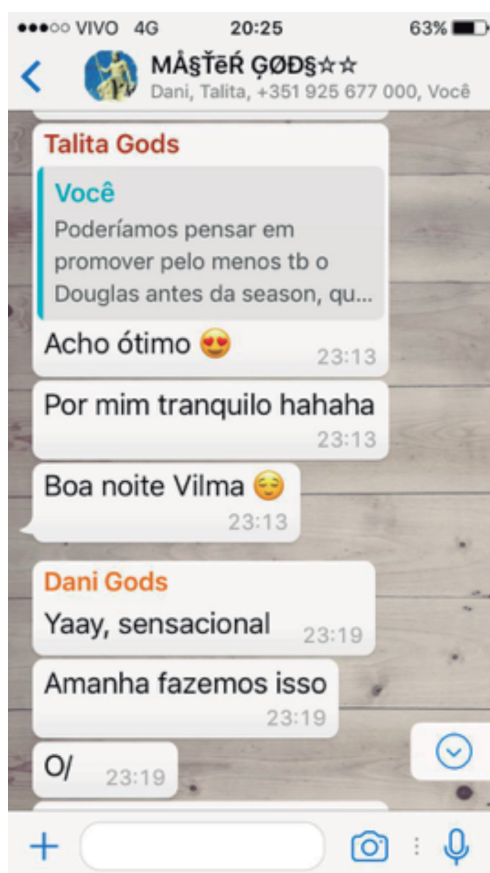 VIVO 4G 20:25 63%
MÅ§ŤēŔ ĢØĐ§☆☆
Dani, Talita, +351 925 677 000, Você
Talita Gods
Você
Poderíamos pensar em
promover pelo menos tb o
Douglas antes da season, qu...
Acho ótimo 😍
23:13
Por mim tranquilo hahaha
23:13
Boa noite Vilma 😌
23:13
Dani Gods
Yaay, sensacional 23:19
Amanha fazemos isso
23:19
O/ 23:19